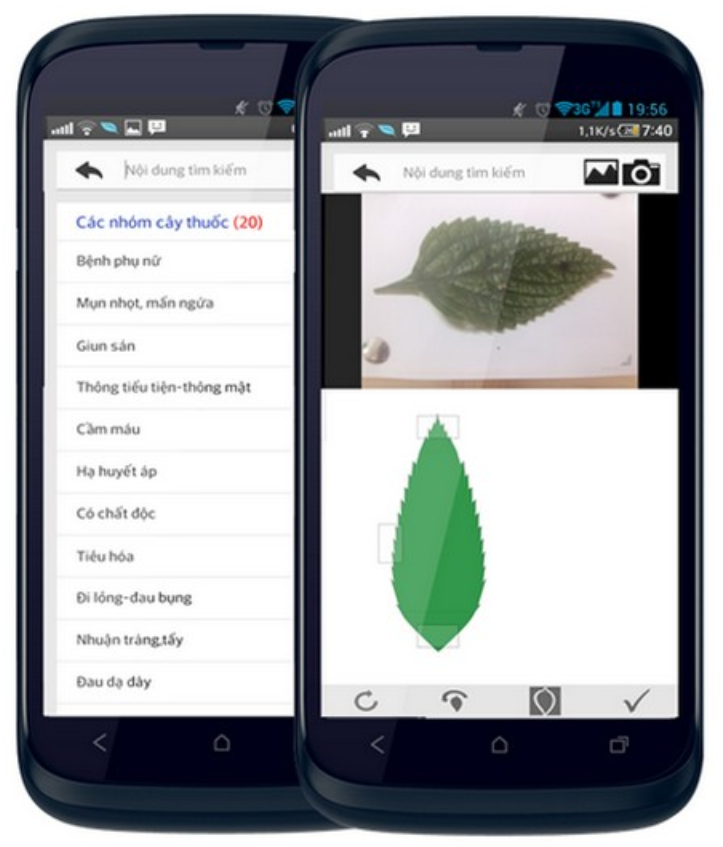 Nội dung tìm kiếm
Các nhóm cây thuốc (20)
Bệnh phụ nữ
Mụn nhọt, mẩn ngứa
Giun sán
Thông tiểu tiện-thông mật
Cầm máu
Hạ huyết áp
Có chất độc
Tiêu hóa
Đi lỏng-đau bụng
Nhuận tràng,tẩy
Đau dạ dày
3G 19:56
1,1K/s 7:40
Nội dung tìm kiếm